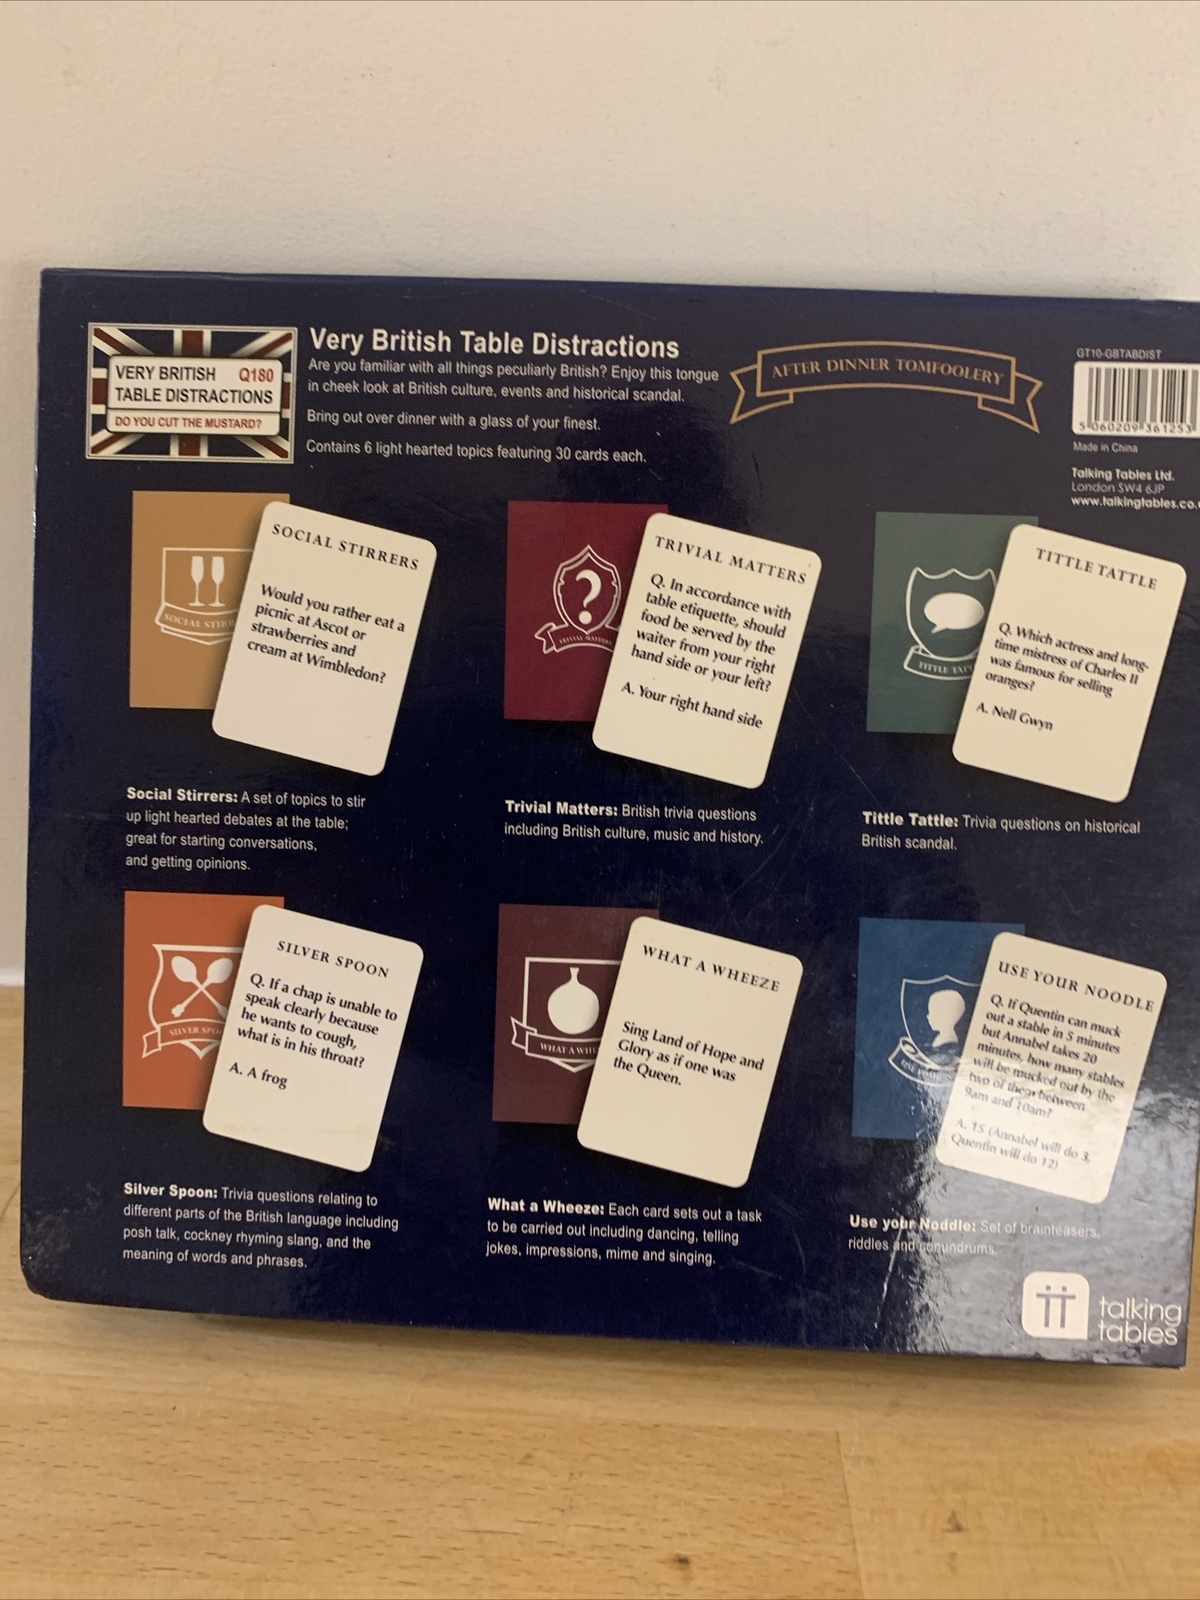 VERY BRITISH Q180
TABLE DISTRACTIONS
DO YOU CUT THE MUSTARD?
Very British Table Distractions
Are you familiar with all things peculiarly British? Enjoy this tongue
in cheek look at British culture, events and historical scandal.
Bring out over dinner with a glass of your finest.
Contains 6 light hearted topics featuring 30 cards each.
AFTER DINNER TOMFOOLERY
GT10-GBTABDIST
5 060209 361253
Made in China
Talking Tables Ltd.
London SW4 6JP
www.talkingtables.co.
SOCIAL STIRR
SOCIAL STIRRERS
Would you rather eat a
picnic at Ascot or
strawberries and
cream at Wimbledon?
Social Stirrers: A set of topics to stir
up light hearted debates at the table;
great for starting conversations,
and getting opinions.
TRIVIAL MATTERS
TRIVIAL MATTERS
Q. In accordance with
table etiquette, should
food be served by the
waiter from your right
hand side or your left?
A. Your right hand side
Trivial Matters: British trivia questions
including British culture, music and history.
TITTLE TAT
TITTLE TATTLE
Q. Which actress and long-
time mistress of Charles II
was famous for selling
oranges?
A. Nell Gwyn
Tittle Tattle: Trivia questions on historical
British scandal.
SILVER SPO
SILVER SPOON
Q. If a chap is unable to
speak clearly because
he wants to cough,
what is in his throat?
A. A frog
Silver Spoon: Trivia questions relating to
different parts of the British language including
posh talk, cockney rhyming slang, and the
meaning of words and phrases.
WHAT A WHE
WHAT A WHEEZE
Sing Land of Hope and
Glory as if one was
the Queen.
What a Wheeze: Each card sets out a task
to be carried out including dancing, telling
jokes, impressions, mime and singing.
USE YOUR
USE YOUR NOODLE
Q. If Quentin can muck
out a stable in 5 minutes
but Annabel takes 20
minutes, how many stables
will be mucked out by the
two of them between
9am and 10am?
A. 15 (Annabel will do 3,
Quentin will do 12)
Use your Noddle: Set of brainteasers,
riddles and conundrums.
talking
tables